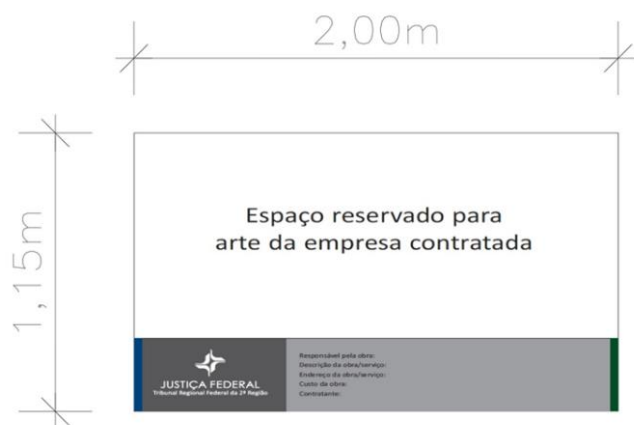 2,00m
1,15m
Espaço reservado para
arte da empresa contratada
JUSTIÇA FEDERAL
Tribunal Regional Federal da 2ª Região
Responsável pela obra:
Descrição da obra/serviço:
Endereço da obra/serviço:
Custo da obra:
Contratante: